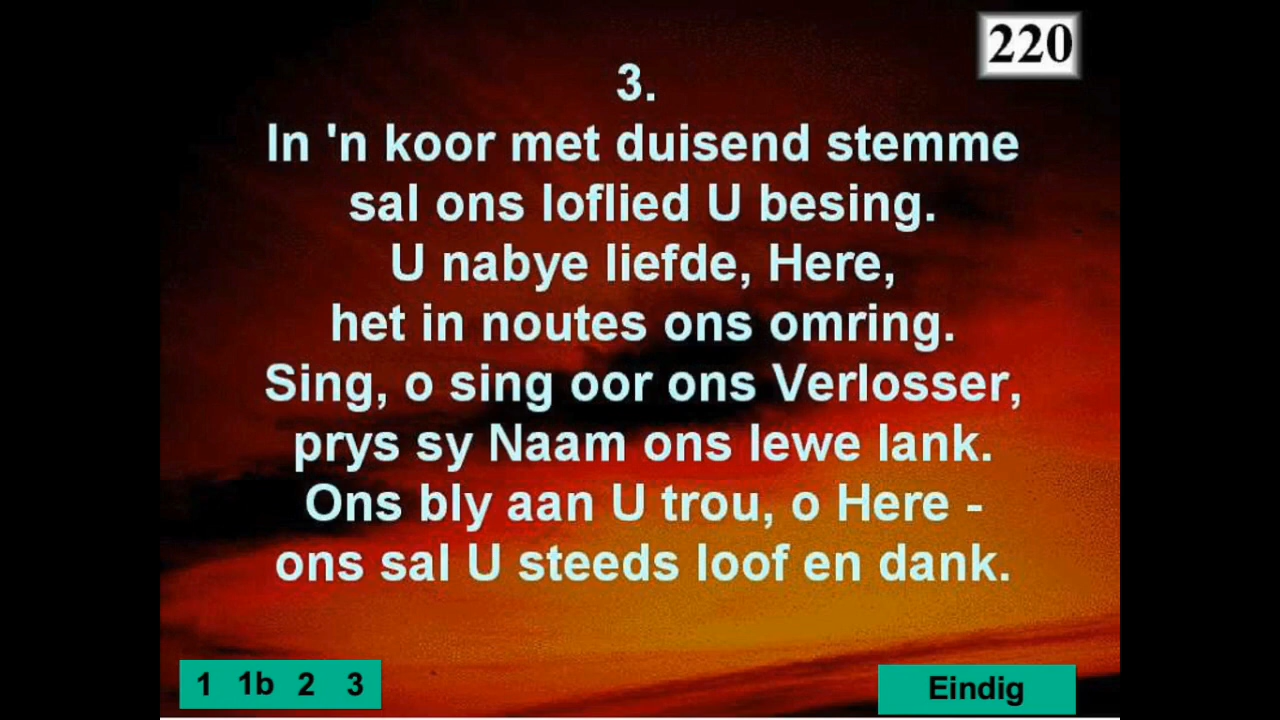 220
3.
In 'n koor met duisend stemme
sal ons loflied U besing.
U nabye liefde, Here,
het in noutes ons omring.
Sing, o sing oor ons Verlosser,
prys sy Naam ons lewe lank.
Ons bly aan U trou, o Here -
ons sal U steeds loof en dank.
1 1b 2 3
Eindig